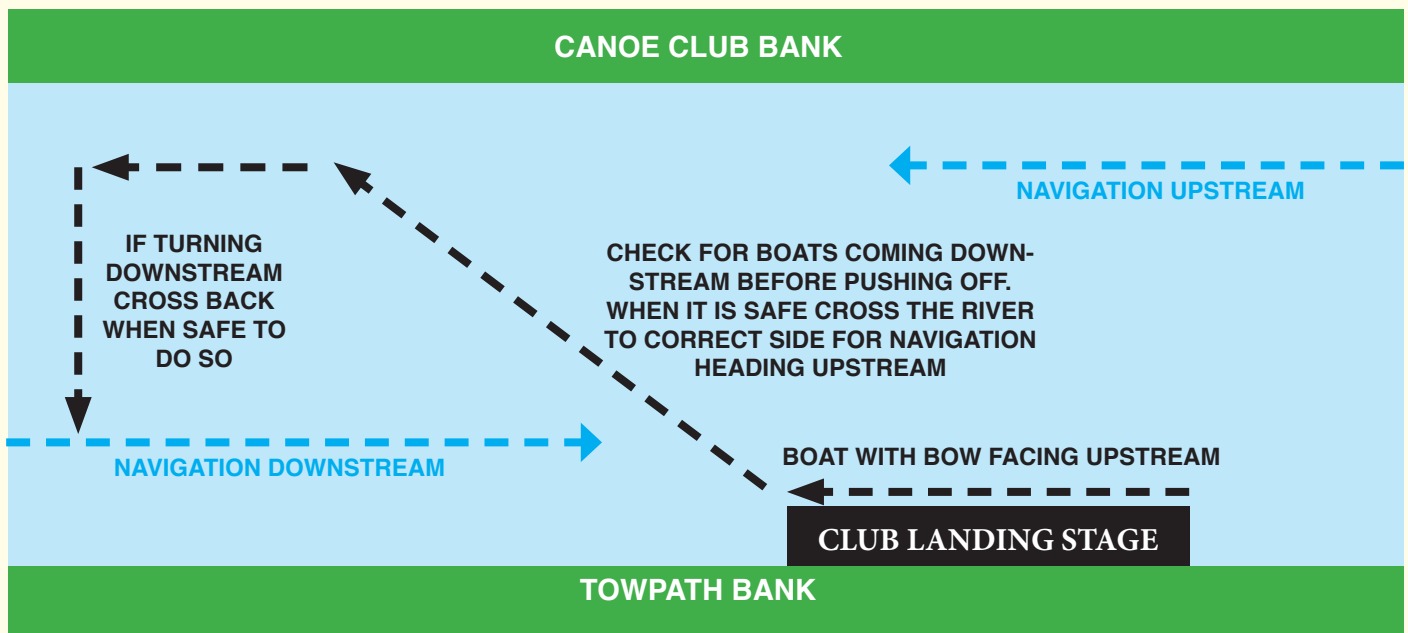 CANOE CLUB BANK
NAVIGATION UPSTREAM
IF TURNING
DOWNSTREAM
CROSS BACK
WHEN SAFE TO
DO SO
CHECK FOR BOATS COMING DOWN-
STREAM BEFORE PUSHING OFF.
WHEN IT IS SAFE CROSS THE RIVER
TO CORRECT SIDE FOR NAVIGATION
HEADING UPSTREAM
NAVIGATION DOWNSTREAM
BOAT WITH BOW FACING UPSTREAM
CLUB LANDING STAGE
TOWPATH BANK